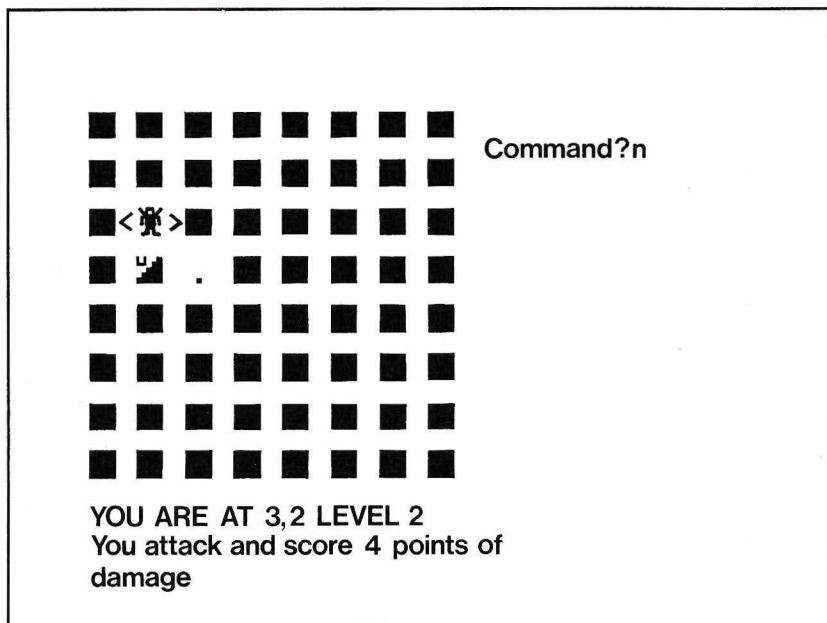 Command?n
< >
U
.
YOU ARE AT 3,2 LEVEL 2
You attack and score 4 points of
damage